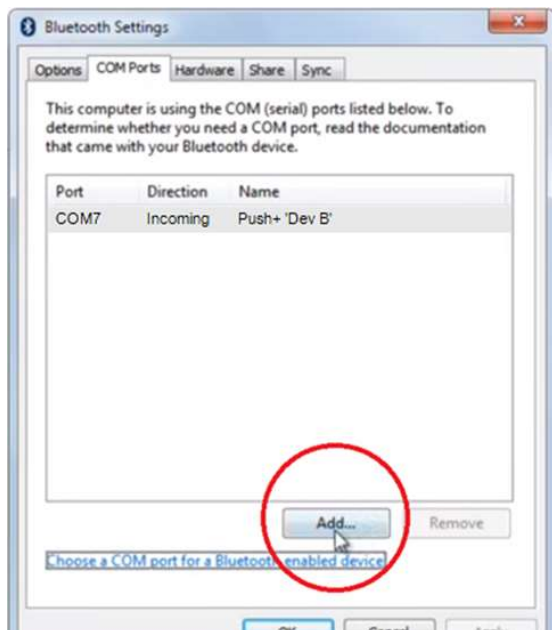 Bluetooth Settings
Options COM Ports Hardware Share Sync
This computer is using the COM (serial) ports listed below. To
determine whether you need a COM port, read the documentation
that came with your Bluetooth device.
Port Direction Name
COM7 Incoming Push+ 'Dev B'
Add... Remove
Choose a COM port for a Bluetooth enabled device
OK Cancel